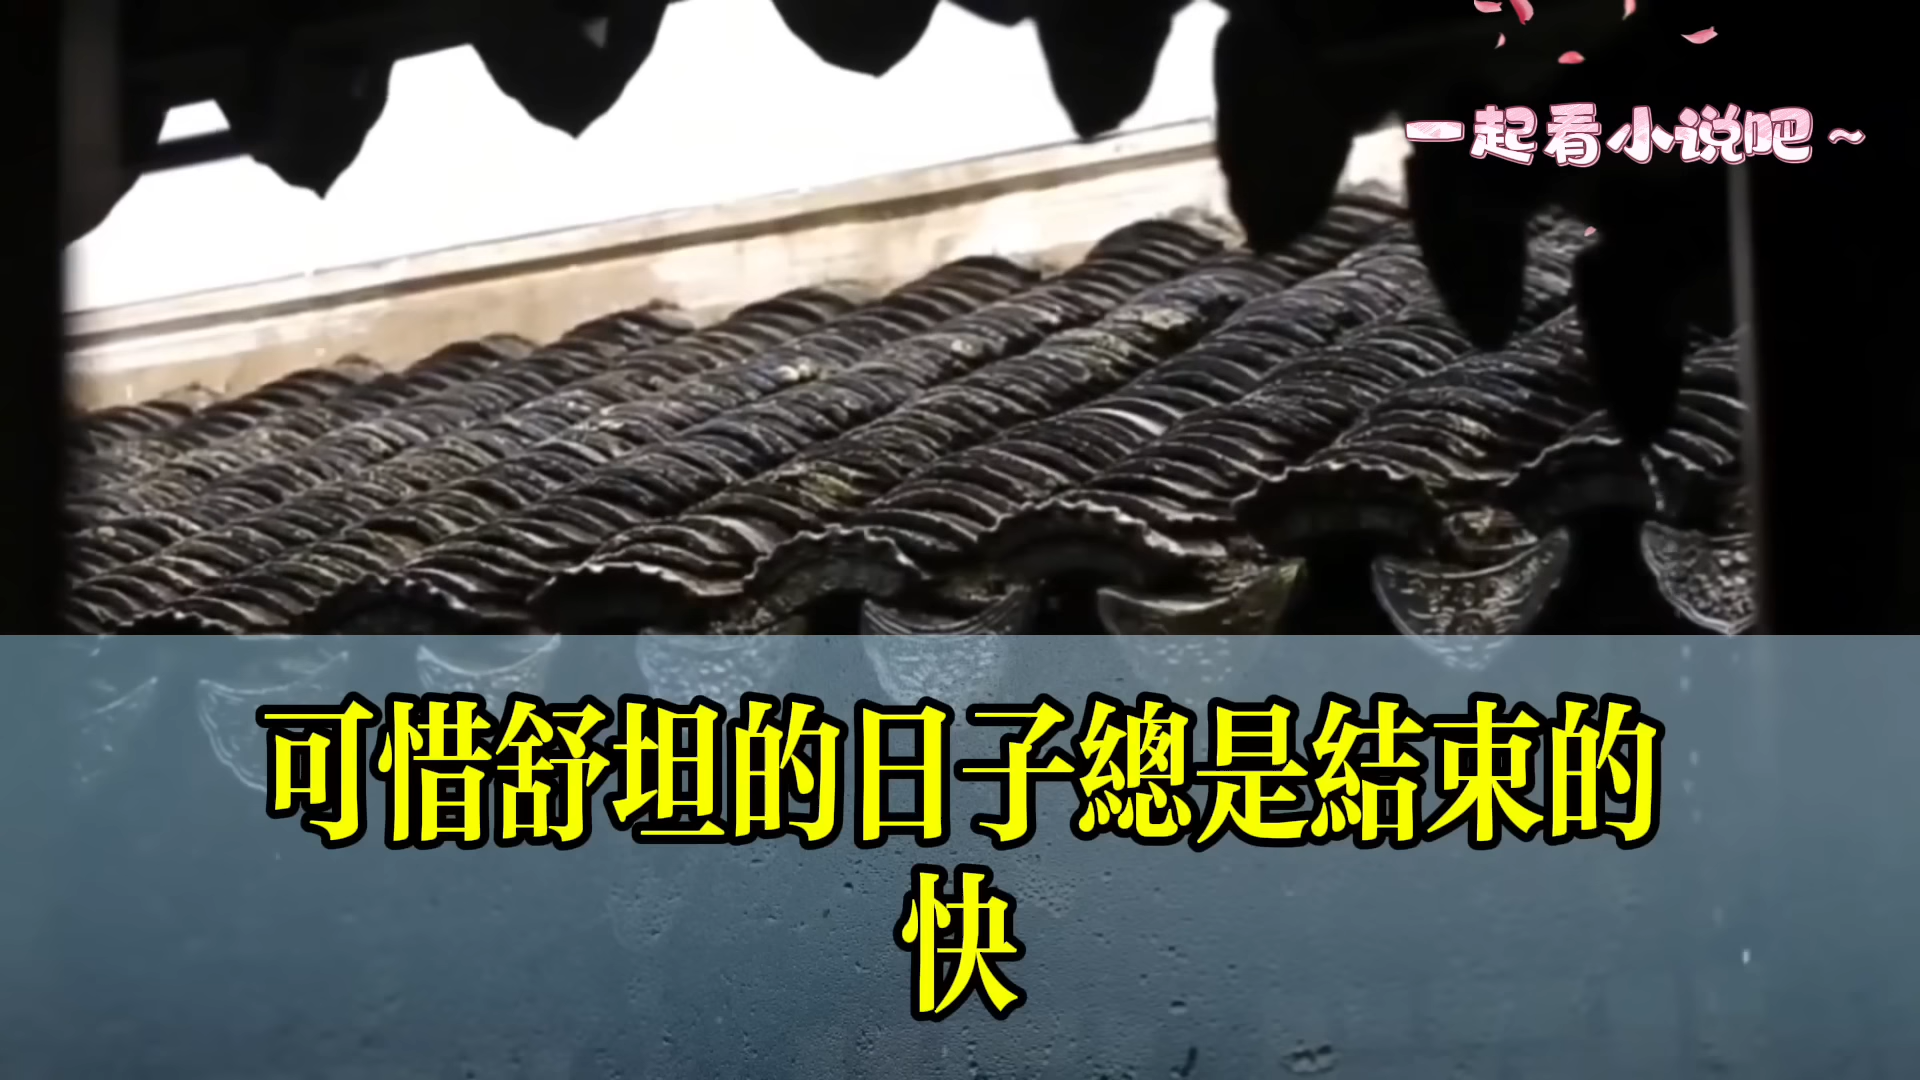 一起看小说吧～
可惜舒坦的日子總是結束的
快